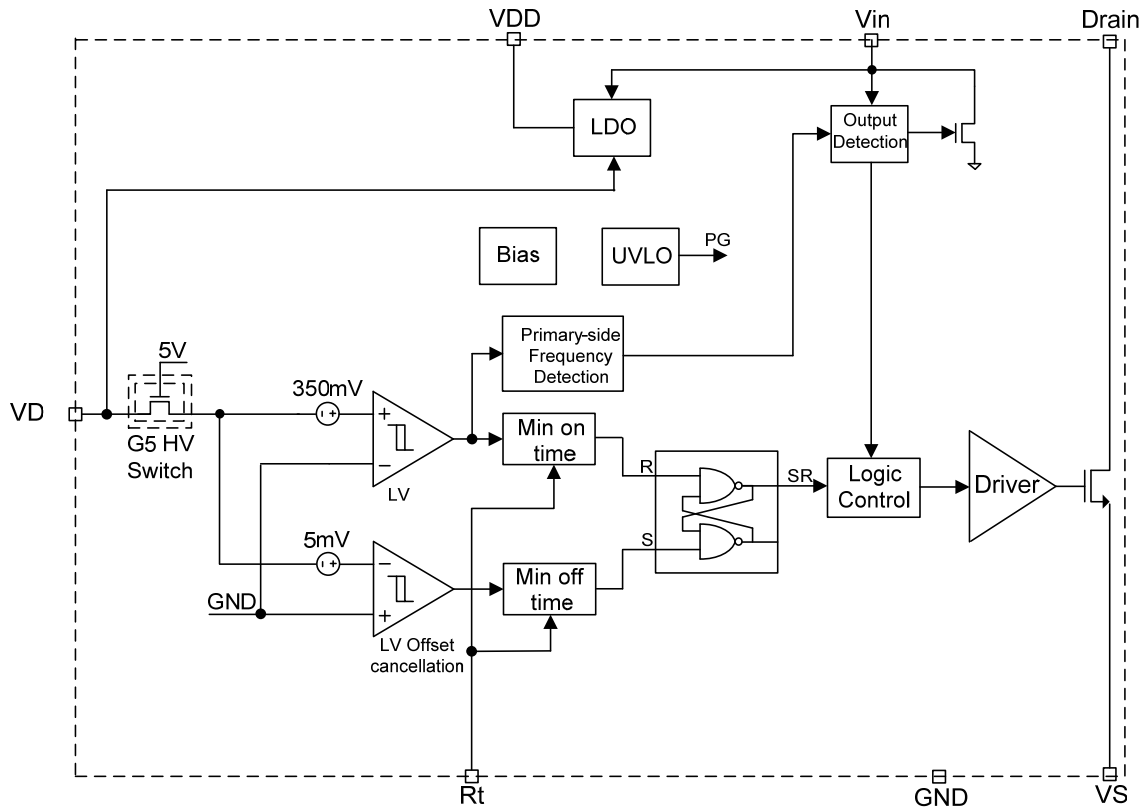 VDD
Vin
Drain
LDO
Output
Detection
Bias
UVLO
PG
Primary-side
Frequency
Detection
5V
VD
G5 HV
Switch
350mV
+
−
LV
Min on
time
R
SR
Logic
Control
Driver
5mV
−
+
GND
LV Offset
cancellation
S
Min off
time
Rt
GND
VS